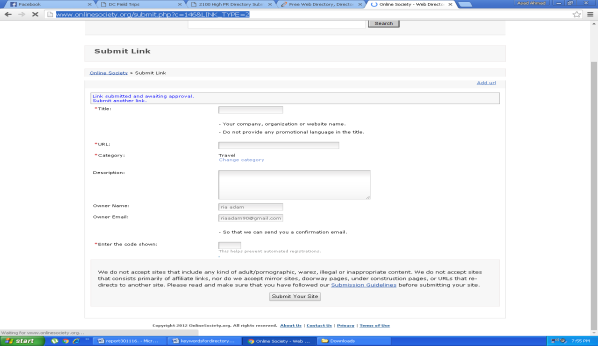 Facebook
DC Field Trips
2100 High PR Directory Sub
Free Web Directory, Directo
Online Society - Web Direct
www.onlinesociety.org/submit.php?c=146&LINK_TYPE=2
Search
Submit Link
Online Society » Submit Link
Add url
Link submitted and awaiting approval.
Submit another link.
*Title:
- Your company, organization or website name.
- Do not provide any promotional language in the title.
*URL:
*Category:
Travel
Change category
Description:
Owner Name:
ria adam
Owner Email:
- So that we can send you a confirmation email.
*Enter the code shown:
This helps prevent automated registrations.
We do not accept sites that include any kind of adult/pornographic, warez, illegal or inappropriate content. We do not accept sites
that consists primarily of affiliate links, nor do we accept mirror sites, doorway pages, under construction pages, or URLs that re-
directs to another site. Please read and make sure that you have followed our Submission Guidelines before submitting your site.
Submit Your Site
Copyright 2012 OnlineSociety.org, All rights reserved. About Us | Contact Us | Privacy | Terms of Use
Waiting for www.onlinesociety.org...
start
report301116 - Micr...
keywordsfordirectory...
Online Society - Web ...
Downloads
7:55 PM